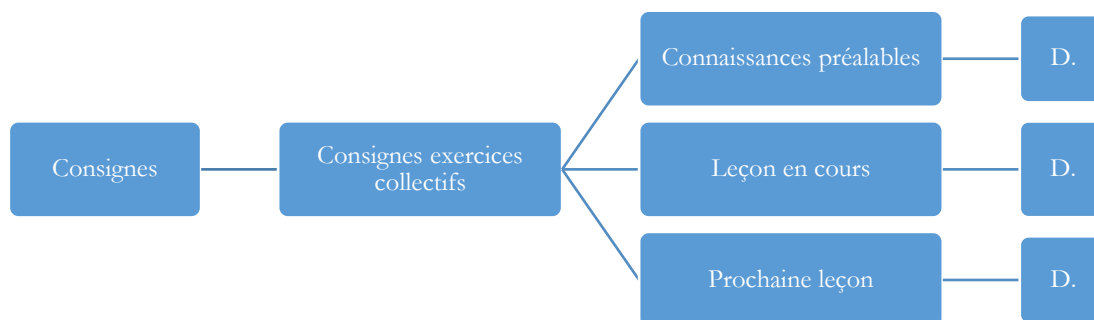 Connaissances préalables
D.
Consignes
Consignes exercices
collectifs
Leçon en cours
D.
Prochaine leçon
D.